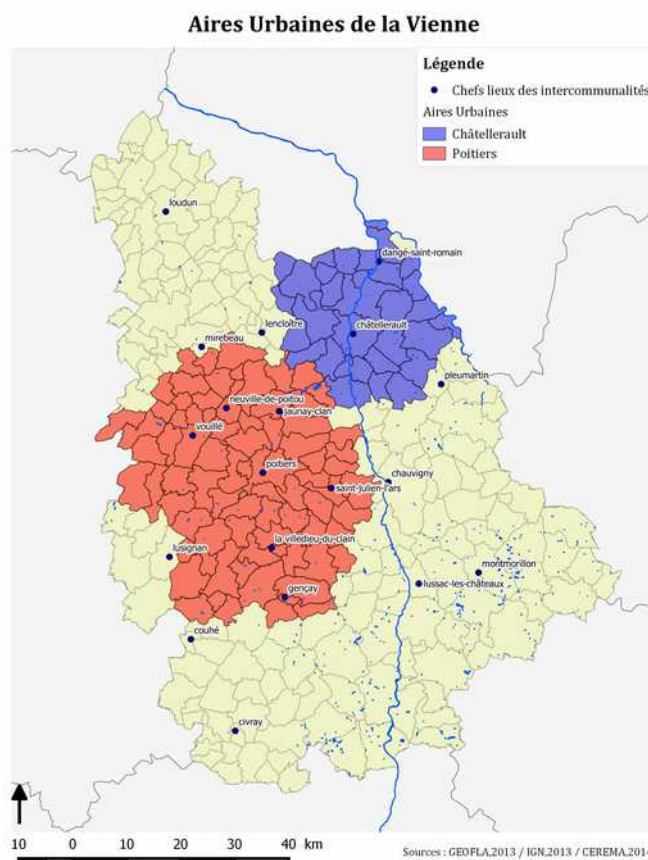 Aires Urbaines de la Vienne
Légende
Chefs lieux des intercommunalités
Aires Urbaines
Châtellerault
Poitiers
loudun
dangé-saint-romain
lencloître
châtellerault
mirebeau
pleumartin
neuville-de-poitou
jaunay-clan
vouillé
poitiers
chauvigny
saint-julien-l'ars
la villedieu-du-clain
lusignan
montmorillon
lussac-les-châteaux
gençay
couhé
civray
10 0 10 20 30 40 km
Sources : GEOFLA,2013 / IGN,2013 / CEREMA,2014